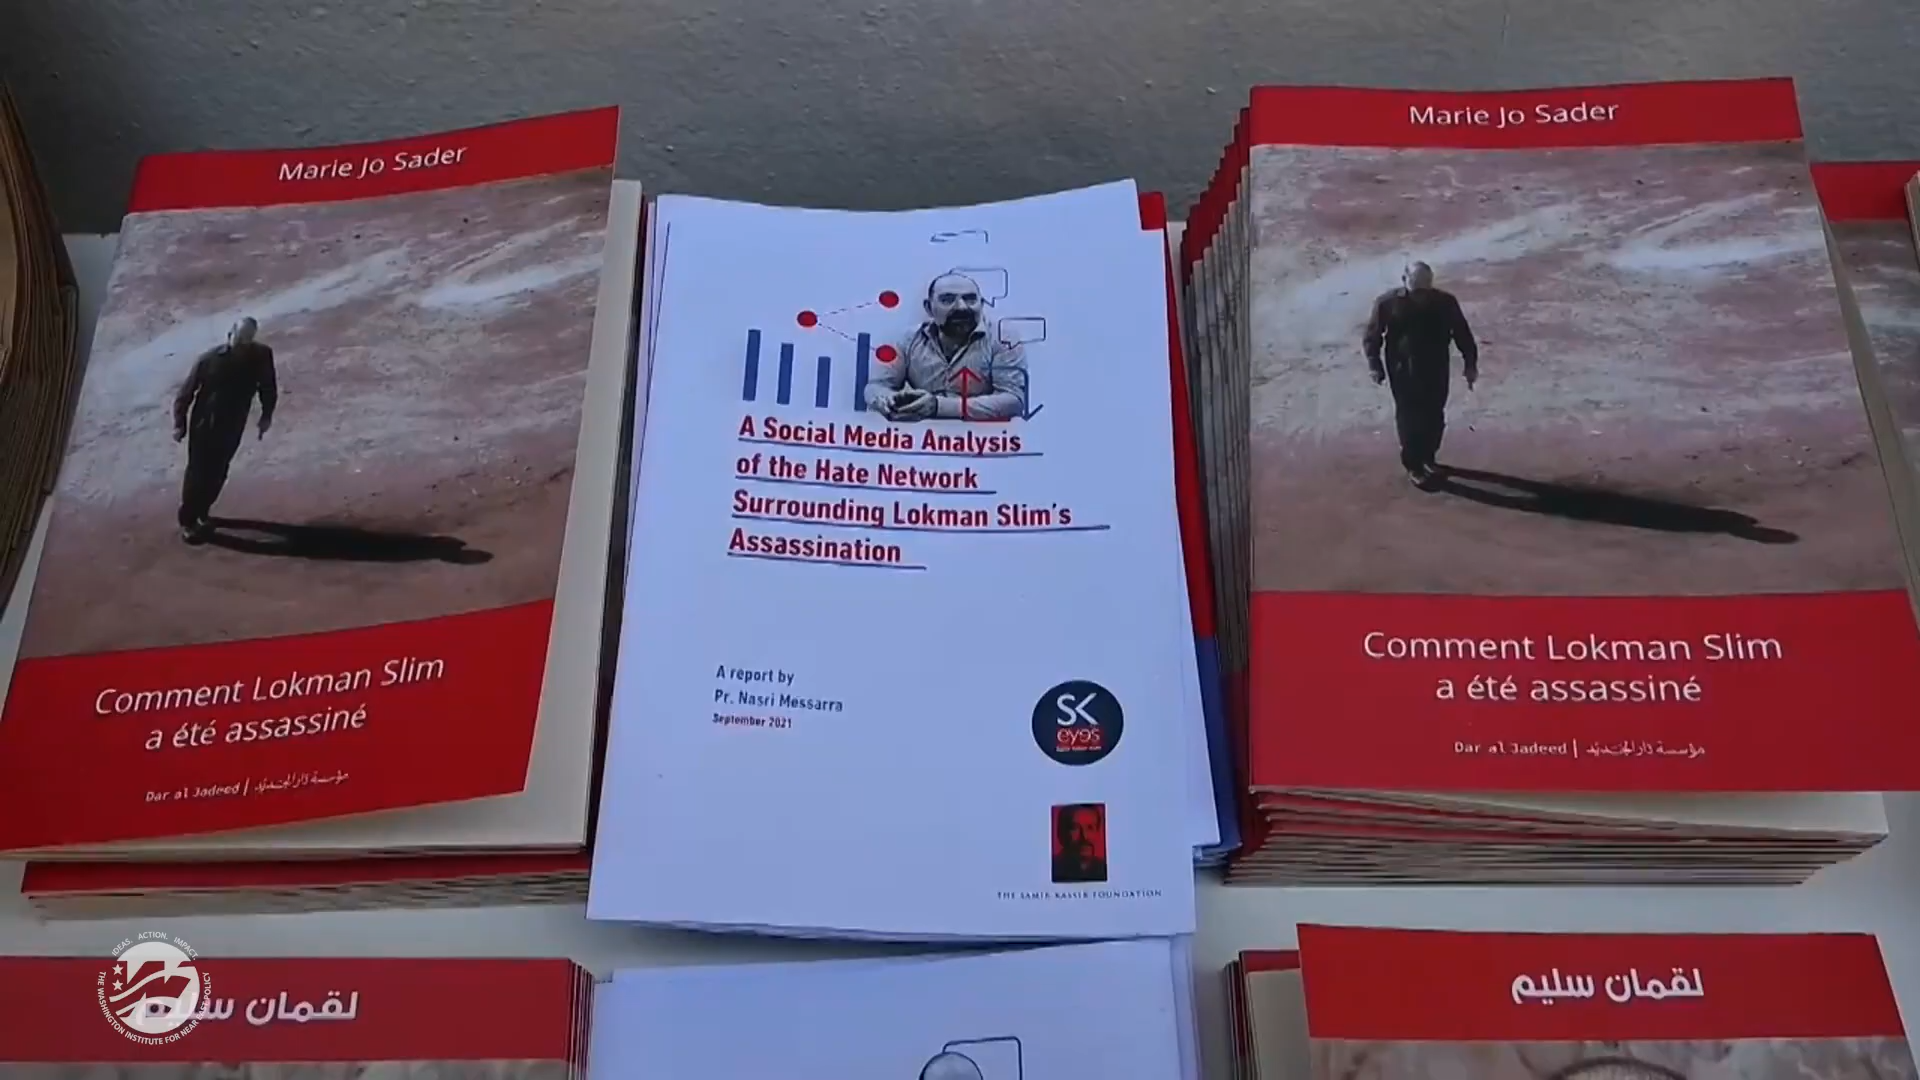 Marie Jo Sader
Comment Lokman Slim
a été assassiné
Dar al Jadeed | مؤسسة دار الجديد
A Social Media Analysis
of the Hate Network
Surrounding Lokman Slim's
Assassination
A report by
Pr. Nasri Messarra
September 2021
SK
eyes
THE SAMIR KASSIR FOUNDATION
Marie Jo Sader
Comment Lokman Slim
a été assassiné
Dar al Jadeed | مؤسسة دار الجديد
لقمان سليم
لقمان سليم
IDEAS. ACTION. IMPACT.
THE WASHINGTON INSTITUTE FOR NEAR EAST POLICY